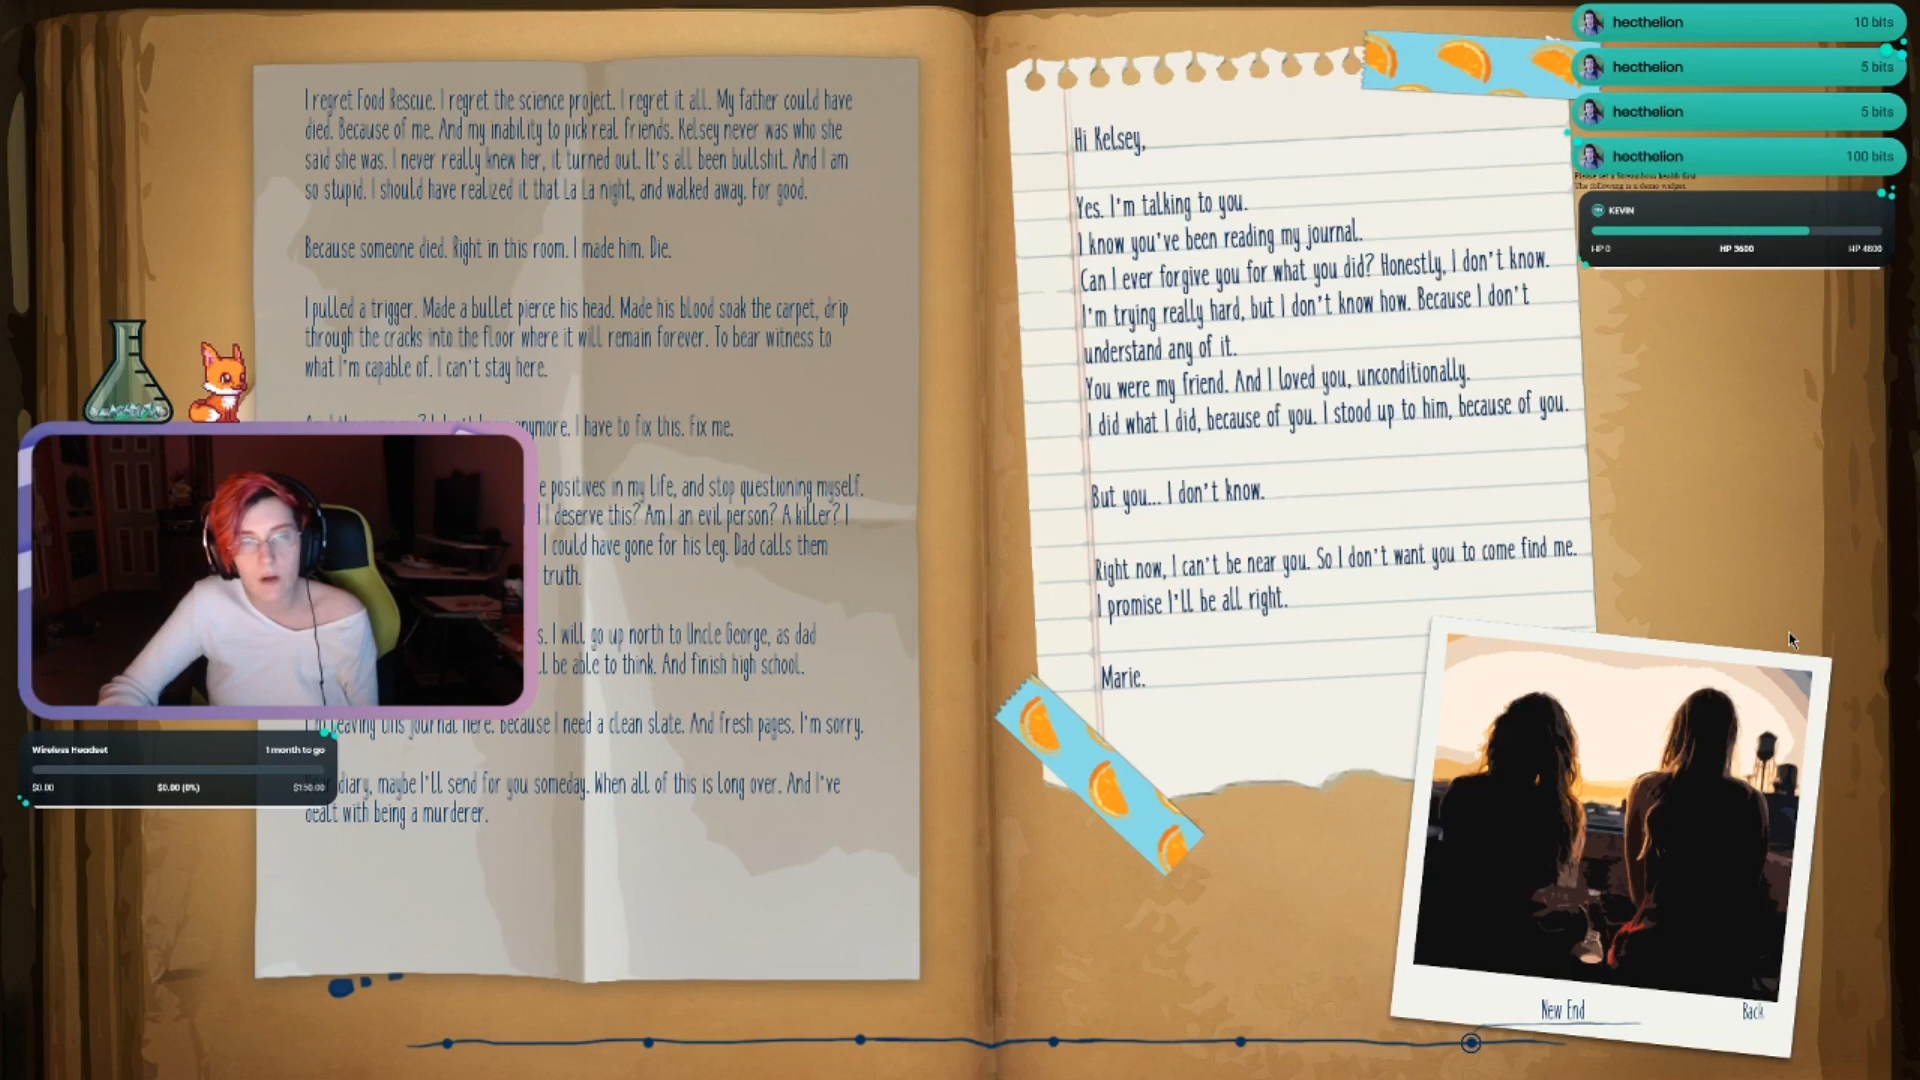 I regret Food Rescue. I regret the science project. I regret it all. My father could have
died. Because of me. And my inability to pick real friends. Kelsey never was who she
said she was. I never really knew her, it turned out. It's all been bullshit. And I am
so stupid. I should have realized it that La La night, and walked away. For good.
Because someone died. Right in this room. I made him. Die.
I pulled a trigger. Made a bullet pierce his head. Made his blood soak the carpet, drip
through the cracks into the floor where it will remain forever. To bear witness to
what I'm capable of. I can't stay here.
anymore. I have to fix this. Fix me.
e positives in my life, and stop questioning myself.
I deserve this? Am I an evil person? A killer? I
I could have gone for his leg. Dad calls them
truth.
s. I will go up north to Uncle George, as dad
ll be able to think. And finish high school.
leaving this journal here. Because I need a clean slate. And fresh pages. I'm sorry.
diary, maybe I'll send for you someday. When all of this is long over. And I've
dealt with being a murderer.
Wireless Headset 1 month to go
$0.00 $0.00 (0%) $150.00
Hi Kelsey,
Yes. I'm talking to you.
I know you've been reading my journal.
Can I ever forgive you for what you did? Honestly, I don't know.
I'm trying really hard, but I don't know how. Because I don't
understand any of it.
You were my friend. And I loved you, unconditionally.
I did what I did, because of you. I stood up to him, because of you.
But you... I don't know.
Right now, I can't be near you. So I don't want you to come find me.
I promise I'll be all right.
Marie.
New End
Back
hecthelion 10 bits
hecthelion 5 bits
hecthelion 5 bits
hecthelion 100 bits
The following is a demo widget
KEVIN
HP 0 HP 3600 HP 4800